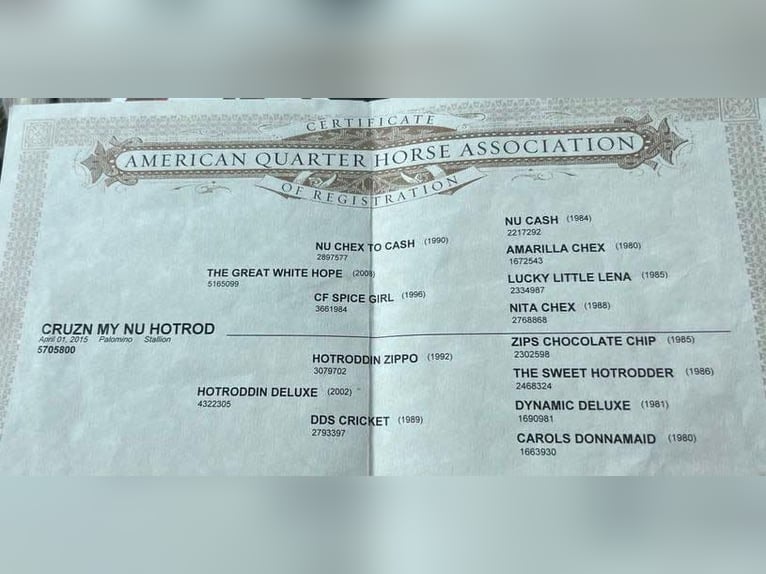 CERTIFICATE
AMERICAN QUARTER HORSE ASSOCIATION
OF REGISTRATION
NU CASH (1984)
2217292
NU CHEX TO CASH (1990)
2897577
AMARILLA CHEX (1980)
1672543
THE GREAT WHITE HOPE (2008)
5165099
LUCKY LITTLE LENA (1985)
2334987
CF SPICE GIRL (1996)
3661984
NITA CHEX (1988)
2768868
CRUZN MY NU HOTROD
April 01, 2015 Palomino Stallion
5705800
ZIPS CHOCOLATE CHIP (1985)
2302598
HOTRODDIN ZIPPO (1992)
3079702
THE SWEET HOTRODDER (1986)
2468324
HOTRODDIN DELUXE (2002)
4322305
DYNAMIC DELUXE (1981)
1690981
DDS CRICKET (1989)
2793397
CAROLS DONNAMAID (1980)
1663930